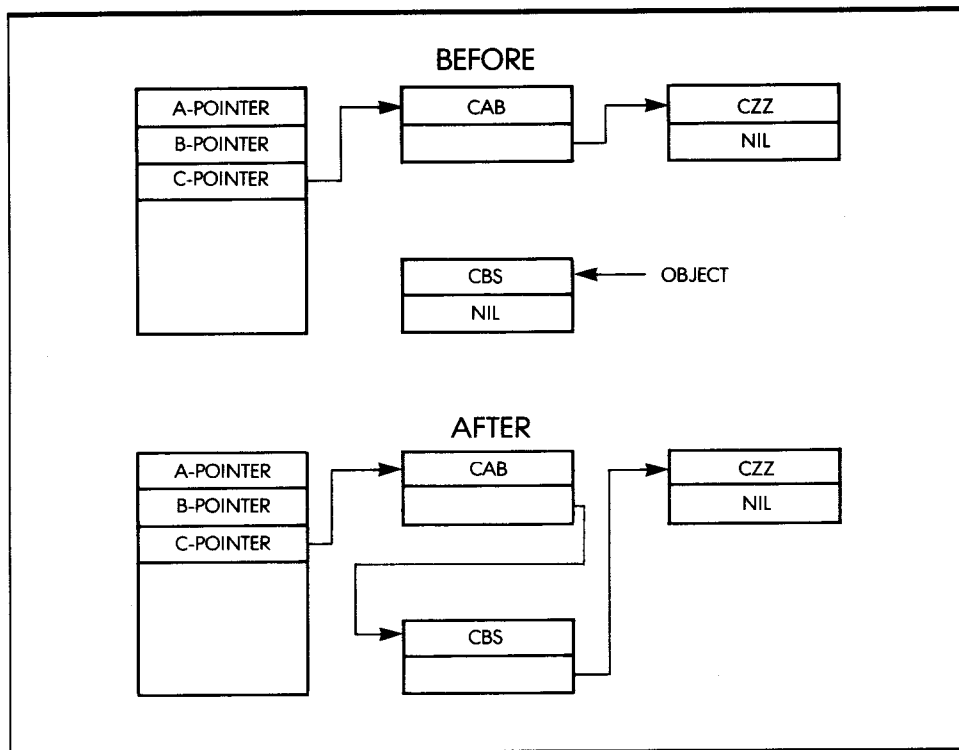 BEFORE
A-POINTER
B-POINTER
C-POINTER
CAB
CZZ
NIL
CBS
NIL
OBJECT
AFTER
A-POINTER
B-POINTER
C-POINTER
CAB
CZZ
NIL
CBS